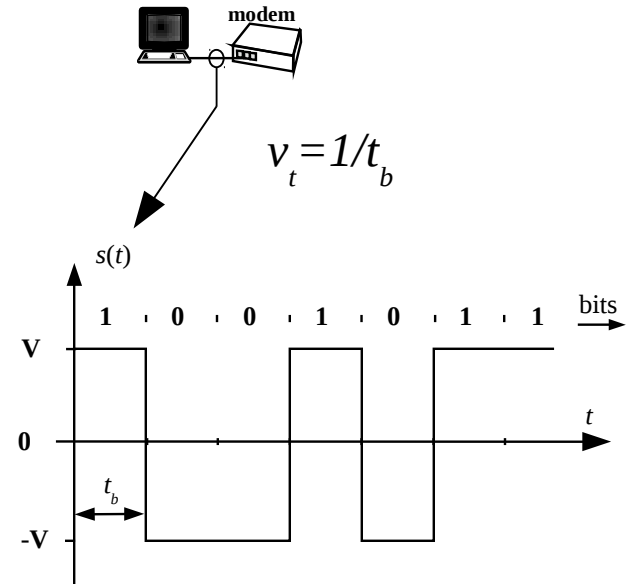 modem
v_t=1/t_b
s(t)
1 0 0 1 0 1 1 bits
V
t
0
t_b
-V